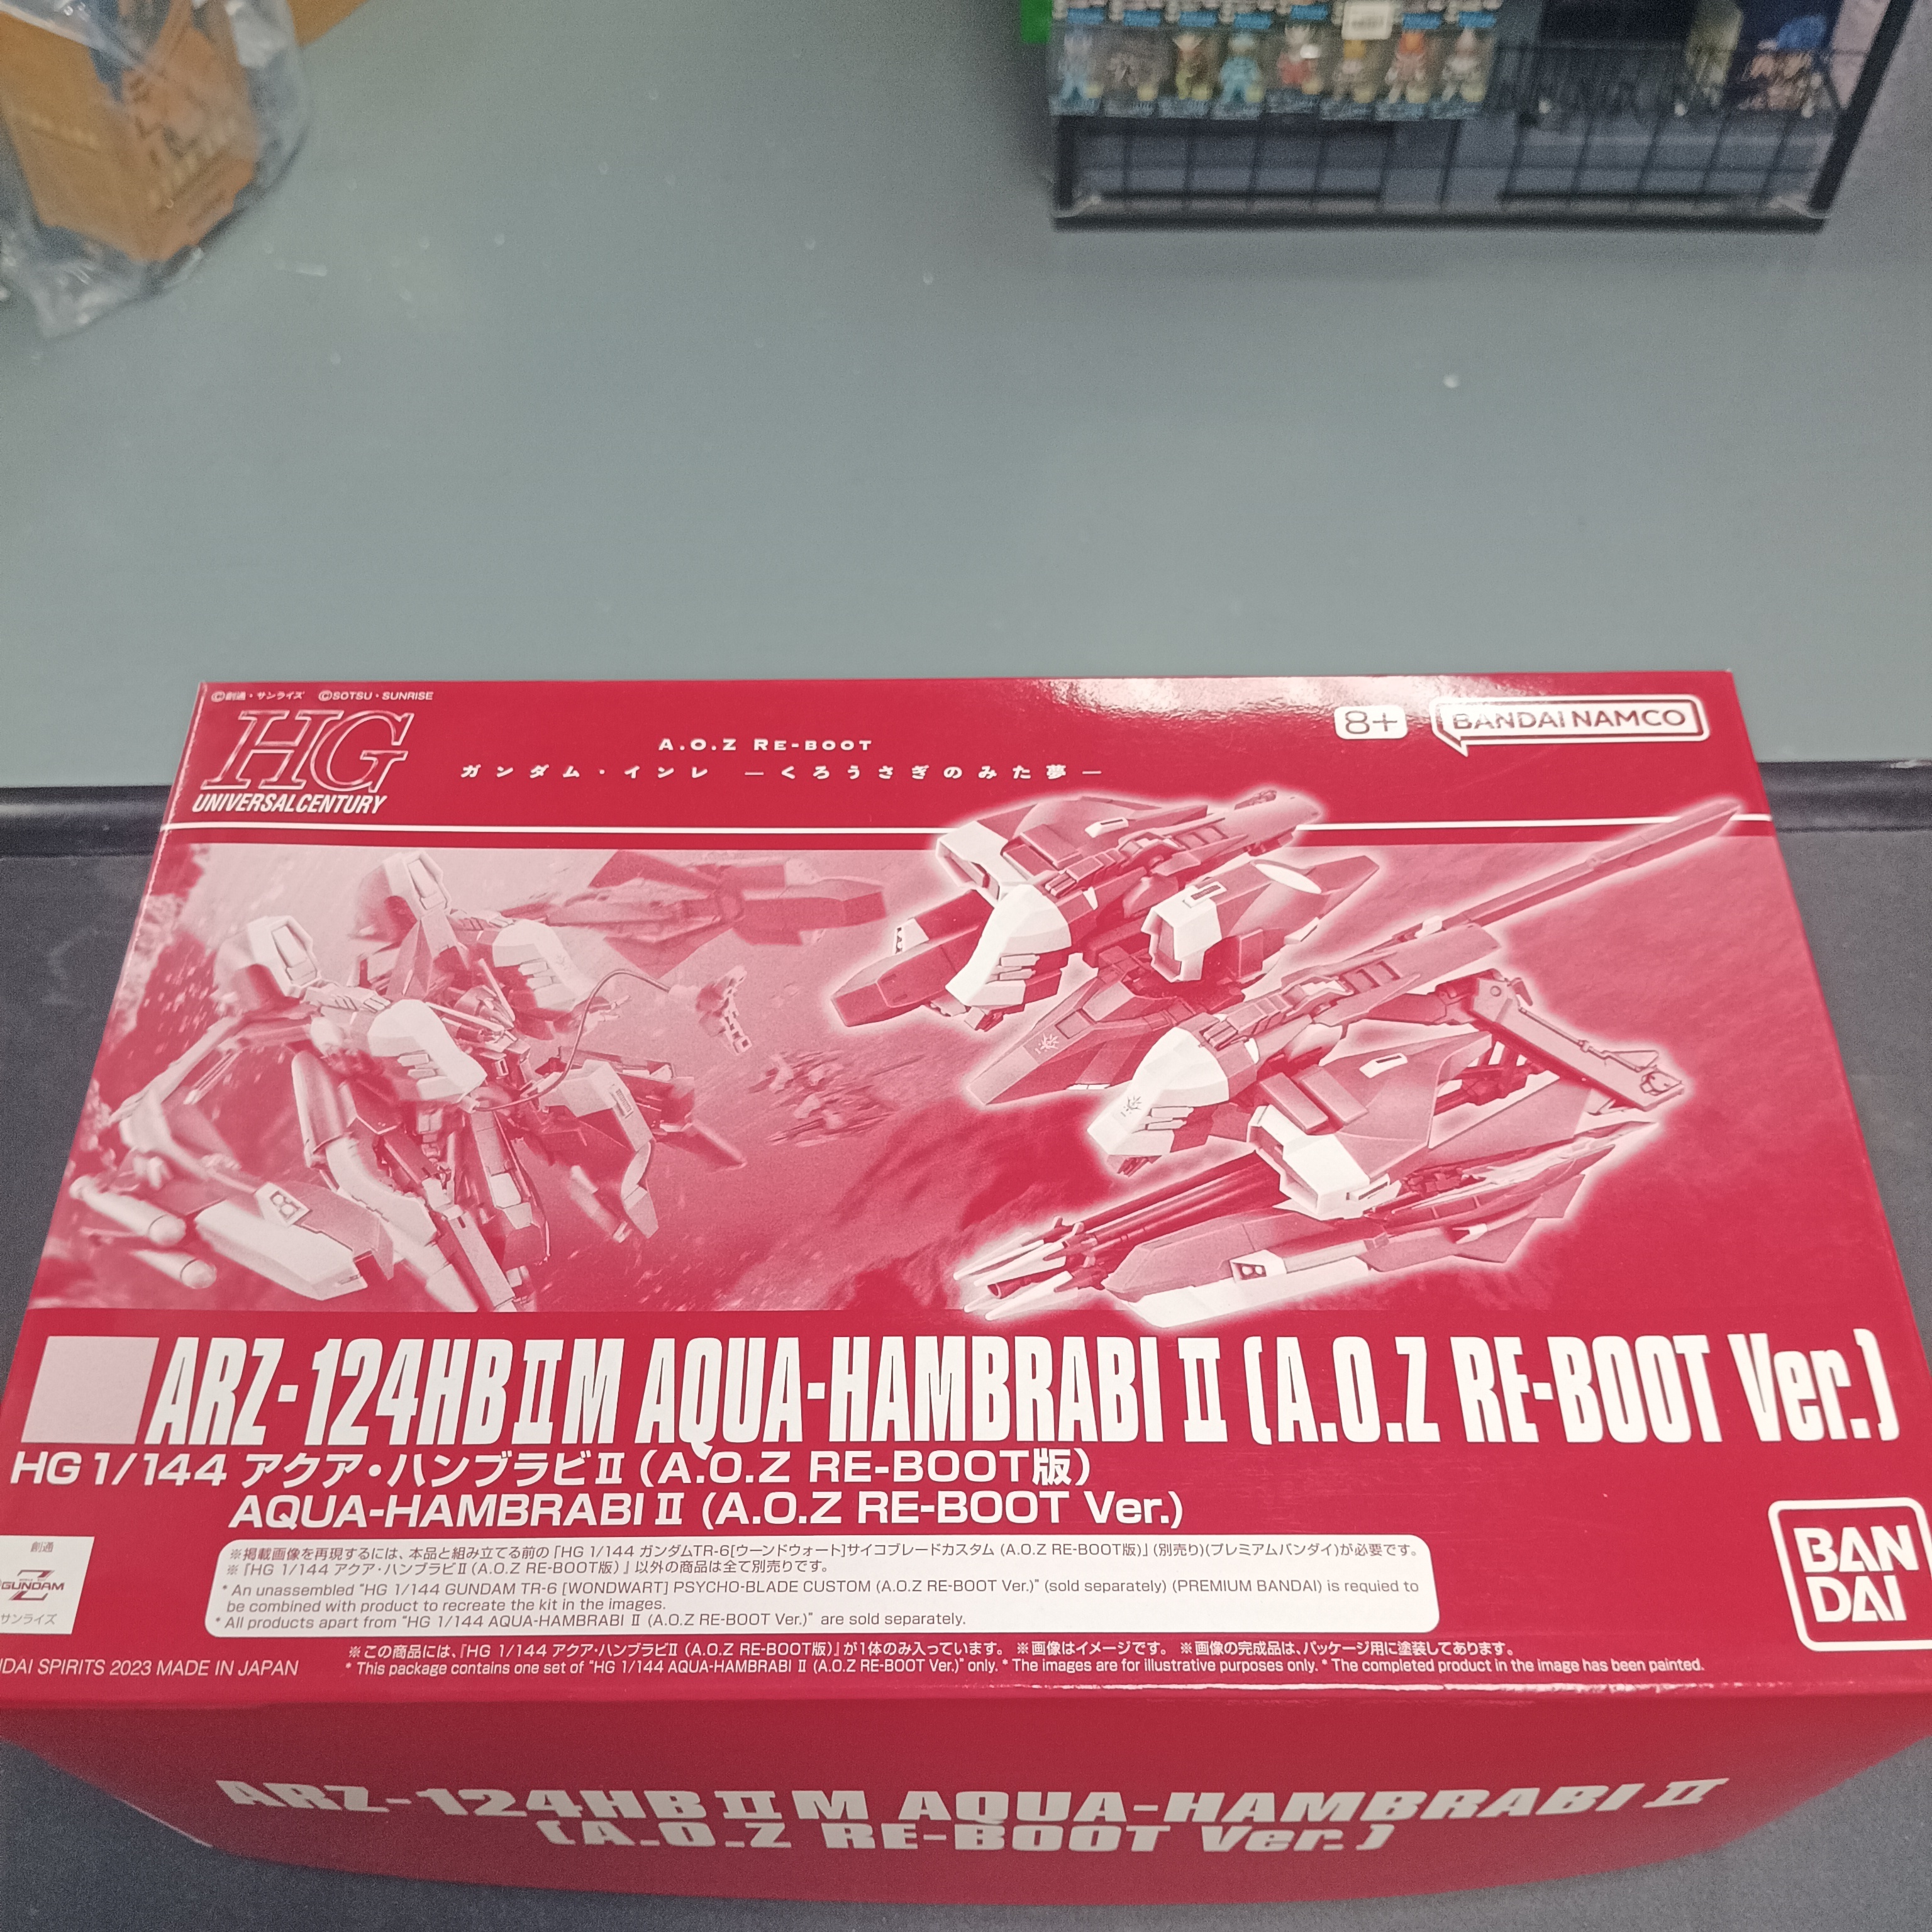 ©創通・サンライズ ©SOTSU・SUNRISE
HG
UNIVERSAL CENTURY
A.O.Z RE-BOOT
ガンダム・インレ ―くろうさぎのみた夢―
8+
BANDAI NAMCO
ARZ-124HBⅡM AQUA-HAMBRABI Ⅱ (A.O.Z RE-BOOT Ver.)
HG 1/144 アクア・ハンブラビⅡ (A.O.Z RE-BOOT版)
AQUA-HAMBRABI Ⅱ (A.O.Z RE-BOOT Ver.)
創通
Z
GUNDAM
サンライズ
※掲載画像を再現するには、本品と組み立てる前の『HG 1/144 ガンダムTR-6[ウーンドウォート]サイコブレードカスタム (A.O.Z RE-BOOT版)』(別売り)(プレミアムバンダイ)が必要です。
※『HG 1/144 アクア・ハンブラビⅡ (A.O.Z RE-BOOT版)』以外の商品は全て別売りです。
* An unassembled "HG 1/144 GUNDAM TR-6 [WONDWART] PSYCHO-BLADE CUSTOM (A.O.Z RE-BOOT Ver.)" (sold separately) (PREMIUM BANDAI) is requied to
be combined with product to recreate the kit in the images.
* All products apart from "HG 1/144 AQUA-HAMBRABI Ⅱ (A.O.Z RE-BOOT Ver.)" are sold separately.
BAN
DAI
※この商品には、『HG 1/144 アクア・ハンブラビⅡ (A.O.Z RE-BOOT版)』が1体のみ入っています。 ※画像はイメージです。 ※画像の完成品は、パッケージ用に塗装してあります。
* This package contains one set of "HG 1/144 AQUA-HAMBRABI Ⅱ (A.O.Z RE-BOOT Ver.)" only. * The images are for illustrative purposes only. * The completed product in the image has been painted.
DAI SPIRITS 2023 MADE IN JAPAN
ARZ-124HBⅡM AQUA-HAMBRABI Ⅱ
(A.O.Z RE-BOOT Ver.)